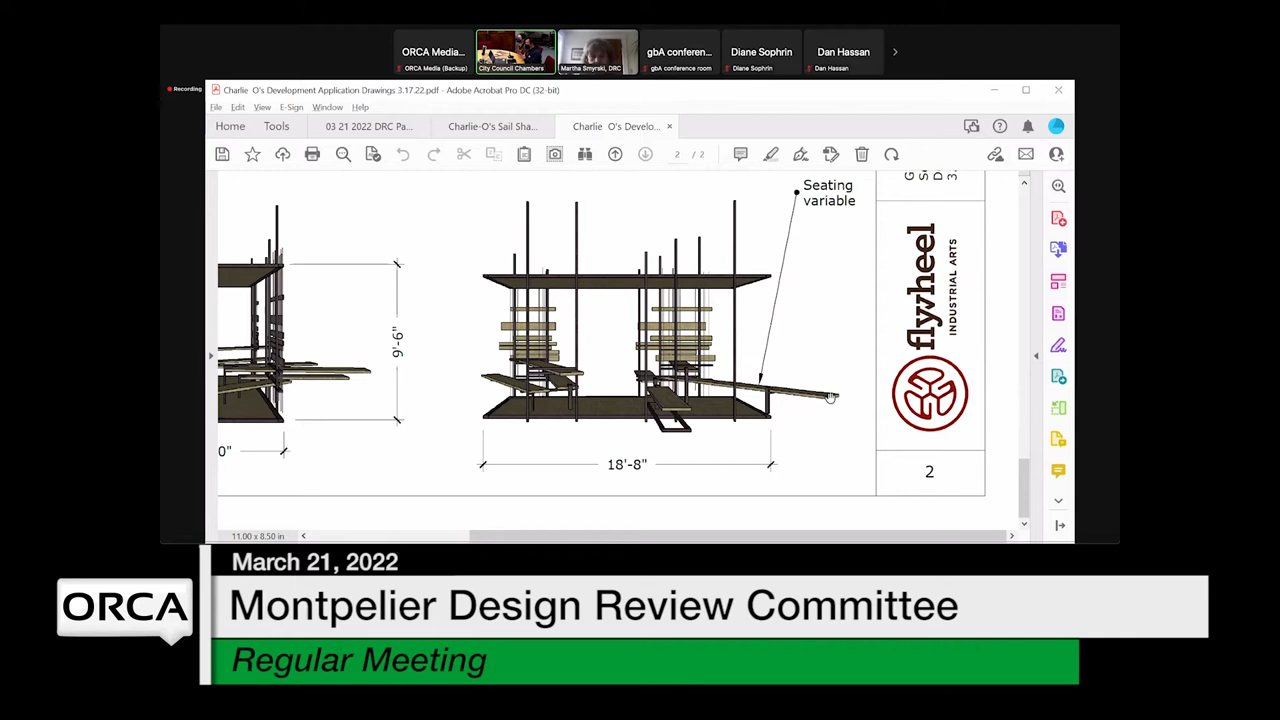 ORCA Media...
ORCA Media (Backup)
City Council Chambers
Martha Smyrski, DRC
gbA conferen...
gbA conference room
Diane Sophrin
Diane Sophrin
Dan Hassan
Dan Hassan
Recording
Charlie O's Development Application Drawings 3.17.22.pdf - Adobe Acrobat Pro DC (32-bit)
File Edit View E-Sign Window Help
Home Tools 03 21 2022 DRC Pa... Charlie-O's Sail Sha... Charlie O's Develo...
2 / 2
Seating
variable
9'-6"
0"
18'-8"
flywheel
INDUSTRIAL ARTS
2
11.00 x 8.50 in
March 21, 2022
ORCA
Montpelier Design Review Committee
Regular Meeting